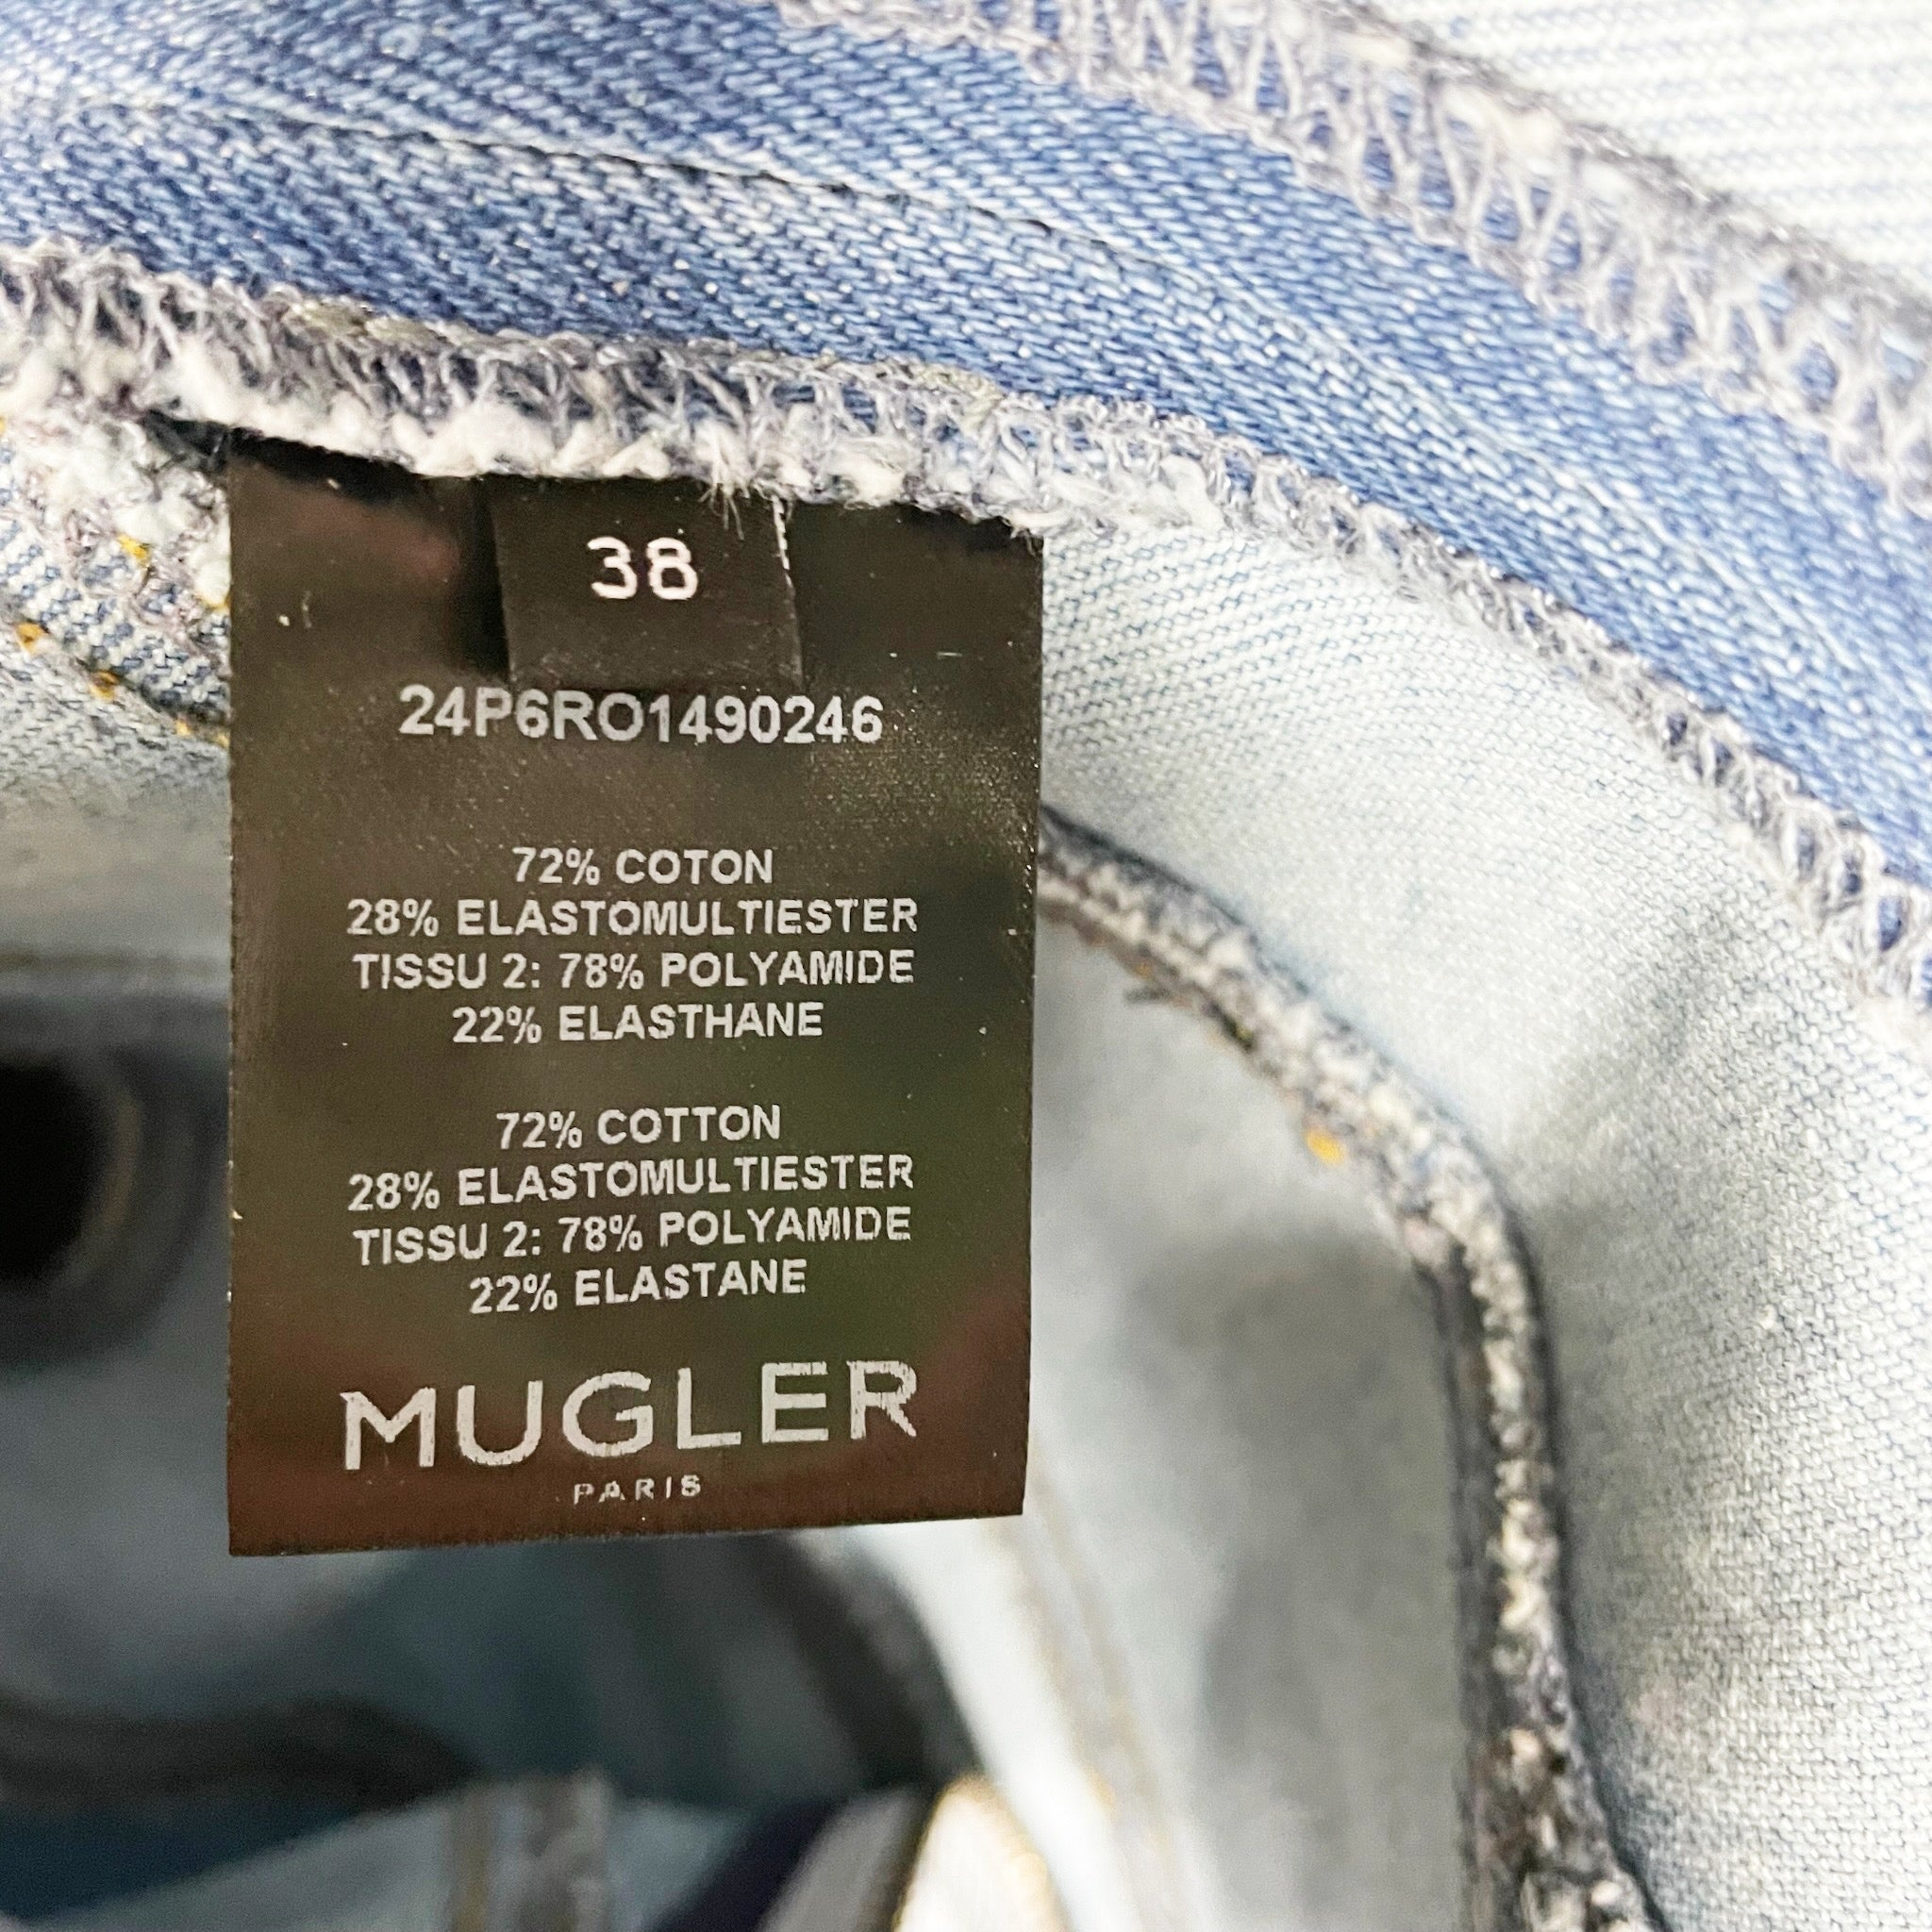 38
24P6RO1490246
72% COTON
28% ELASTOMULTIESTER
TISSU 2: 78% POLYAMIDE
22% ELASTHANE
72% COTTON
28% ELASTOMULTIESTER
TISSU 2: 78% POLYAMIDE
22% ELASTANE
MUGLER
PARIS